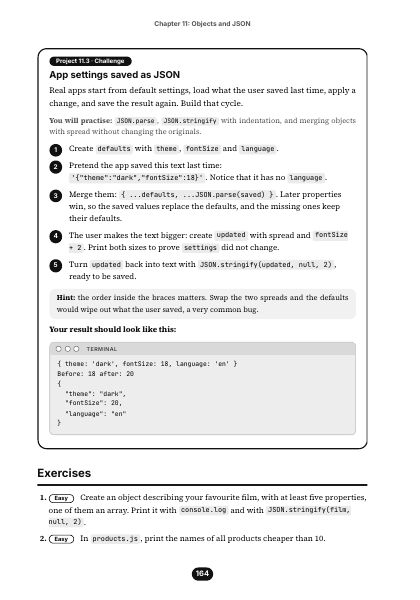 Chapter 11: Objects and JSON
Project 11.3 · Challenge
App settings saved as JSON
Real apps start from default settings, load what the user saved last time, apply a
change, and save the result again. Build that cycle.
You will practise: JSON.parse, JSON.stringify with indentation, and merging objects
with spread without changing the originals.
1 Create defaults with theme, fontSize and language.
2 Pretend the app saved this text last time:
'{"theme":"dark","fontSize":18}'. Notice that it has no language.
3 Merge them: { ...defaults, ...JSON.parse(saved) }. Later properties
win, so the saved values replace the defaults, and the missing ones keep
their defaults.
4 The user makes the text bigger: create updated with spread and fontSize
+ 2. Print both sizes to prove settings did not change.
5 Turn updated back into text with JSON.stringify(updated, null, 2),
ready to be saved.
Hint: the order inside the braces matters. Swap the two spreads and the defaults
would wipe out what the user saved, a very common bug.
Your result should look like this:
TERMINAL
{ theme: 'dark', fontSize: 18, language: 'en' }
Before: 18 after: 20
{
  "theme": "dark",
  "fontSize": 20,
  "language": "en"
}
Exercises
1. Easy Create an object describing your favourite film, with at least five properties,
one of them an array. Print it with console.log and with JSON.stringify(film,
null, 2).
2. Easy In products.js, print the names of all products cheaper than 10.
164